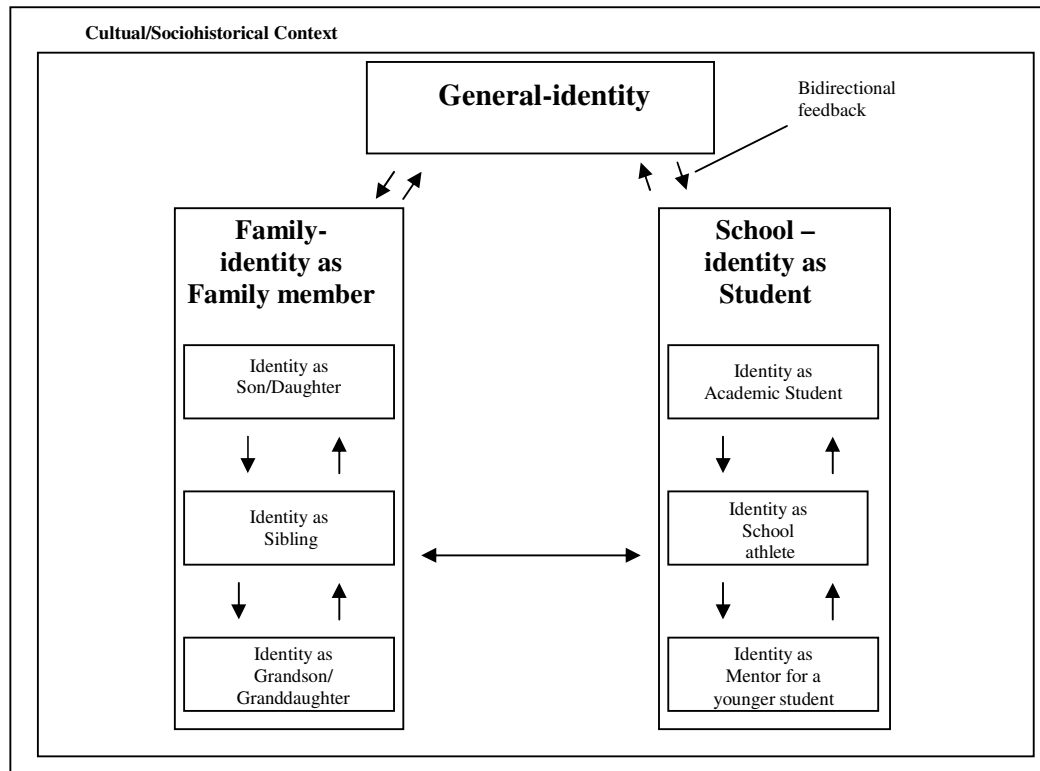 Cultual/Sociohistorical Context
General-identity
Bidirectional
feedback
Family-
identity as
Family member
Identity as
Son/Daughter
Identity as
Sibling
Identity as
Grandson/
Granddaughter
School –
identity as
Student
Identity as
Academic Student
Identity as
School
athlete
Identity as
Mentor for a
younger student